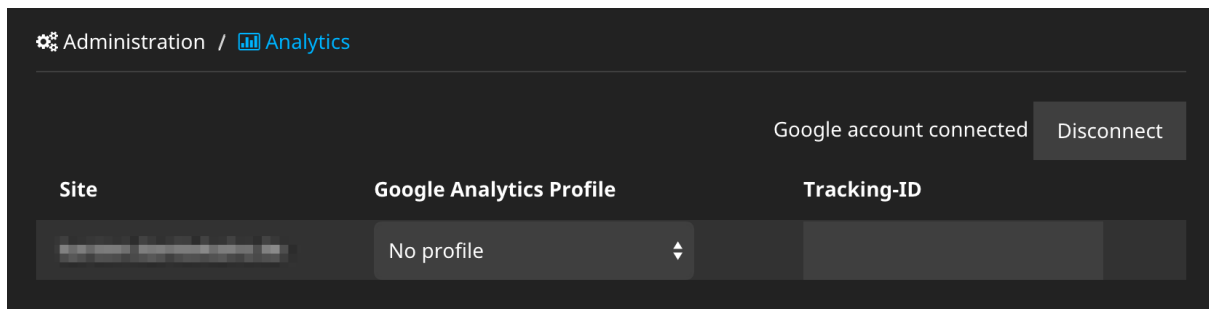 Administration / Analytics
Google account connected Disconnect
Site Google Analytics Profile Tracking-ID
No profile